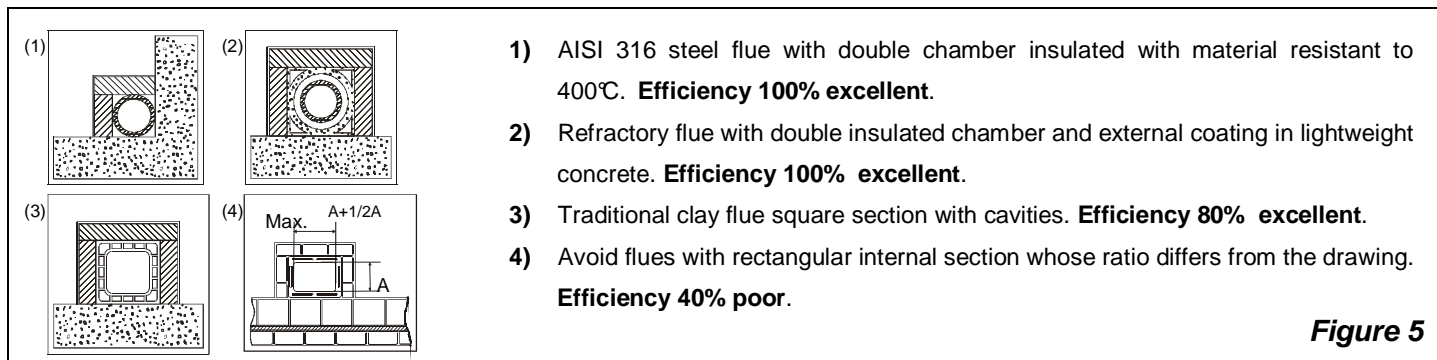 (1)
(2)
(3)
(4)
Max.
A+1/2A
A
1) AISI 316 steel flue with double chamber insulated with material resistant to
400℃. Efficiency 100% excellent.
2) Refractory flue with double insulated chamber and external coating in lightweight
concrete. Efficiency 100% excellent.
3) Traditional clay flue square section with cavities. Efficiency 80% excellent.
4) Avoid flues with rectangular internal section whose ratio differs from the drawing.
Efficiency 40% poor.
Figure 5